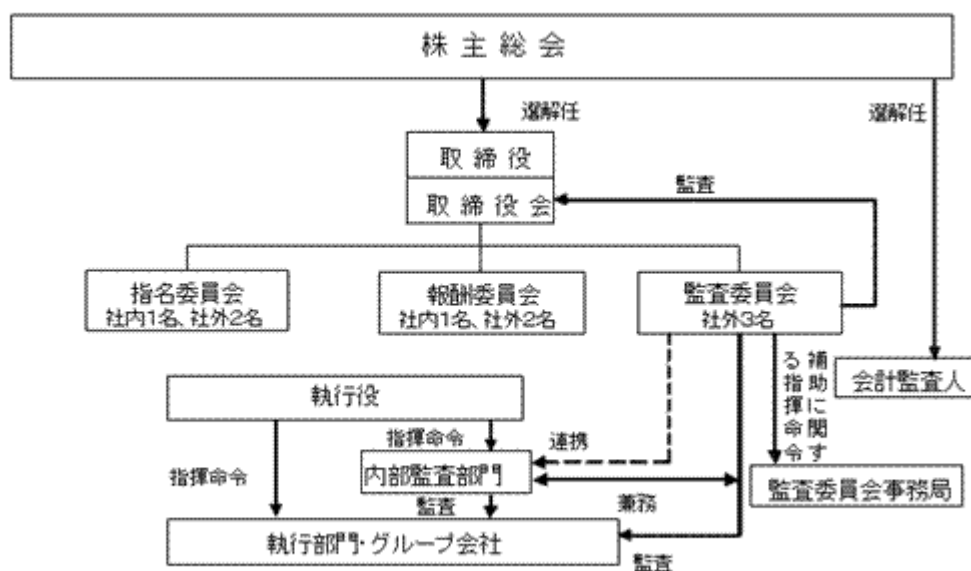 株主総会
選解任
選解任
取締役
監査
取締役会
指名委員会
社内1名、社外2名
報酬委員会
社内1名、社外2名
監査委員会
社外3名
会計監査人
補助に関す
る指揮命令
執行役
指揮命令
連携
指揮命令
内部監査部門
監査委員会事務局
監査
兼務
執行部門・グループ会社
監査